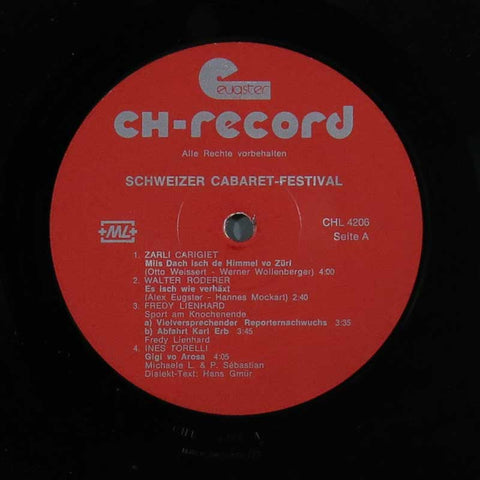 eugster
CH-record
Alle Rechte vorbehalten
SCHWEIZER CABARET-FESTIVAL
+ML+
CHL 4206
Seite A
1. ZARLI CARIGIET
Miis Dach isch de Himmel vo Züri
(Otto Weissert - Werner Wollenberger) 4:00
2. WALTER RODERER
Es isch wie verhäxt
(Alex Eugster - Hannes Mockart) 2:40
3. FREDY LIENHARD
Sport am Knochenende
a) Vielversprechender Reporternachwuchs 3:35
b) Abfahrt Karl Erb 3:45
Fredy Lienhard
4. INES TORELLI
Gigi vo Arosa 4:05
Michaele L. & P. Sébastian
Dialekt-Text: Hans Gmür
CHL